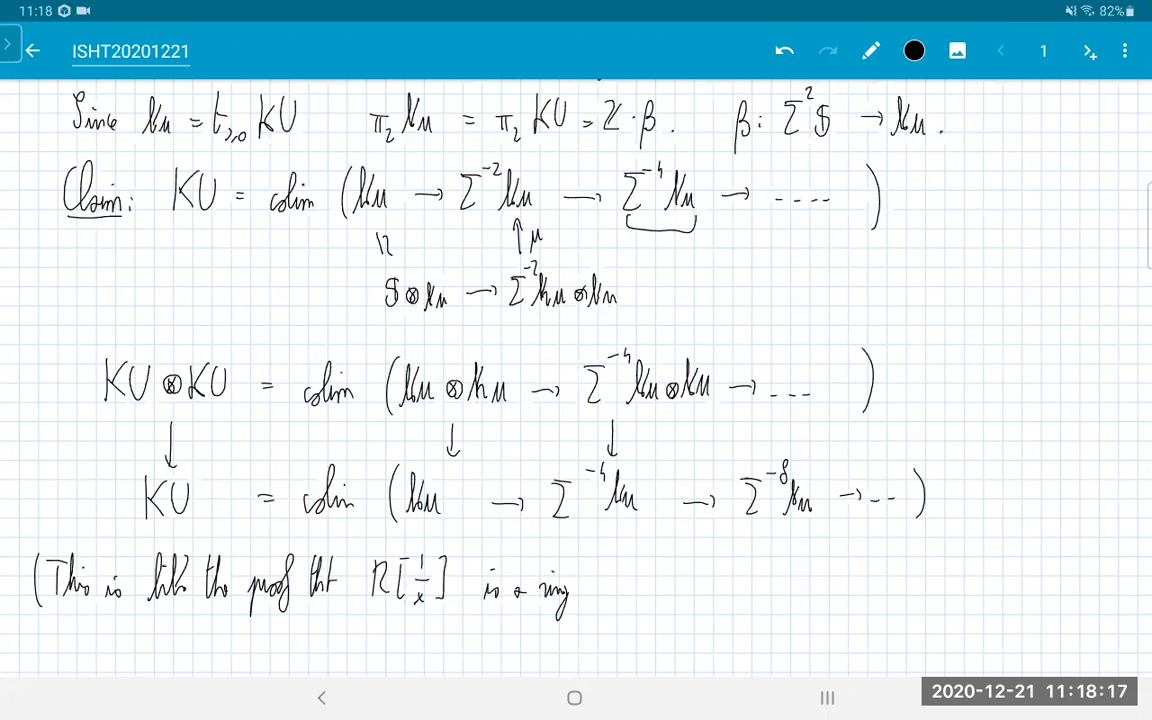 11:18 82%
ISHT20201221 1
Since ku = τ≥0 KU π₂ ku = π₂ KU = ℤ·β. β: Σ²𝕊 → ku.
Claim: KU = colim (ku → Σ⁻²ku → Σ⁻⁴ku → ....)
≀≀ ↑μ
𝕊⊗ku → Σ⁻²ku⊗ku
KU⊗KU = colim (ku⊗ku → Σ⁻⁴ku⊗ku → ...)
↓ ↓ ↓
KU = colim (ku → Σ⁻⁴ku → Σ⁻⁸ku → ...)
(This is like the proof tht R[1/x] is a ring
2020-12-21 11:18:17